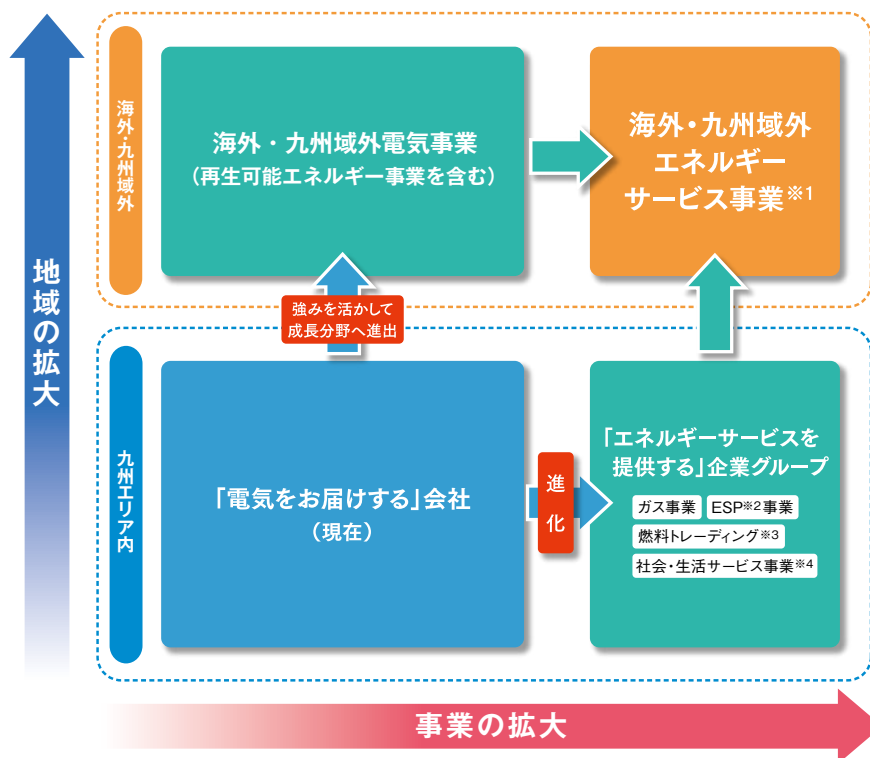 地域の拡大
海外・九州域外
海外・九州域外電気事業
（再生可能エネルギー事業を含む）
海外・九州域外
エネルギー
サービス事業※1
強みを活かして
成長分野へ進出
九州エリア内
「電気をお届けする」会社
（現在）
進化
「エネルギーサービスを
提供する」企業グループ
ガス事業 ESP※2事業
燃料トレーディング※3
社会・生活サービス事業※4
事業の拡大